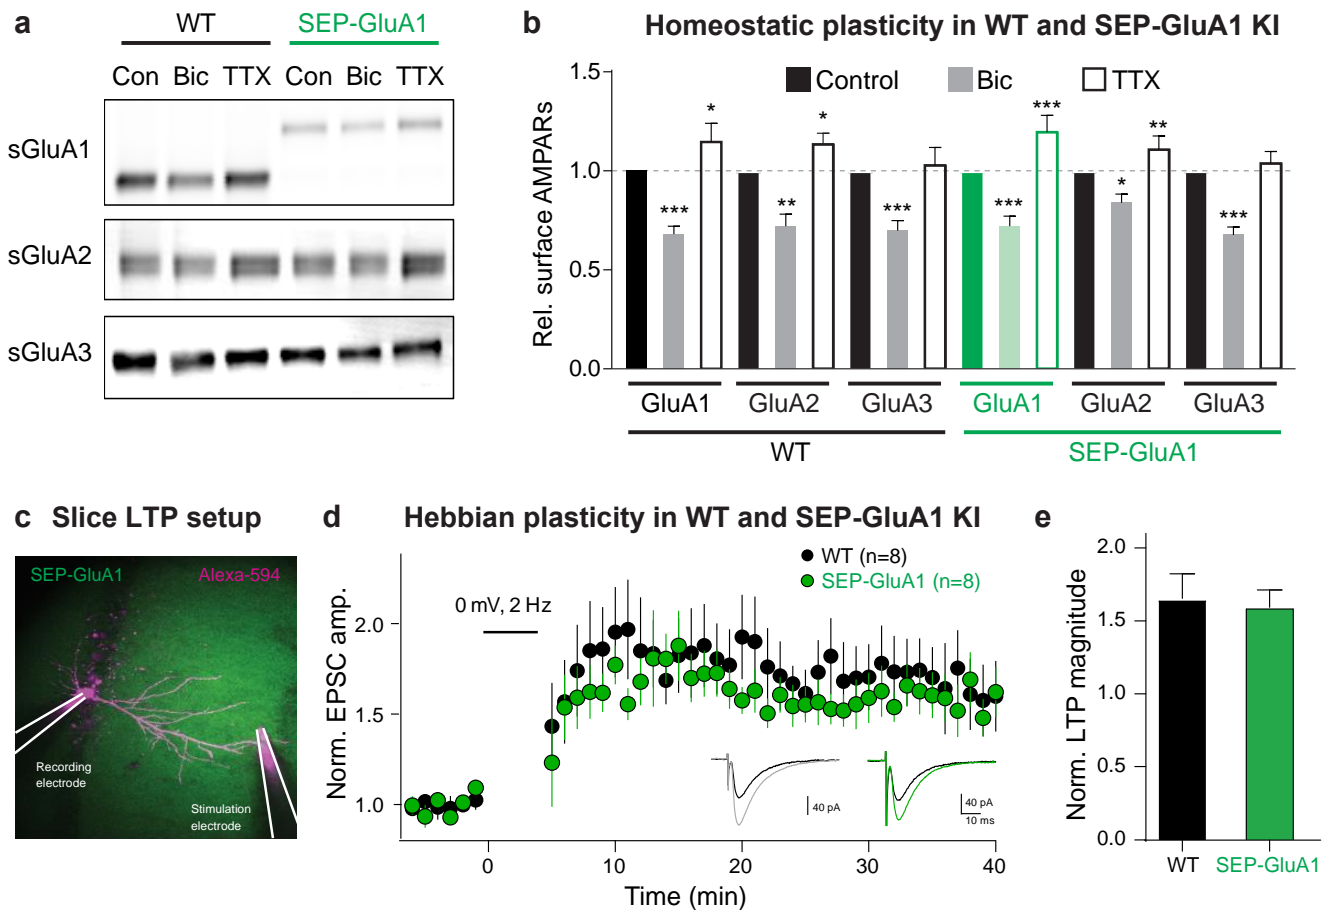 a
WT
SEP-GluA1
Con
Bic
TTX
Con
Bic
TTX
sGluA1
sGluA2
sGluA3
b
Homeostatic plasticity in WT and SEP-GluA1 KI
Control
Bic
TTX
Rel. surface AMPARs
1.5
1.0
0.5
0.0
***
*
**
*
***
***
***
*
**
***
GluA1
GluA2
GluA3
GluA1
GluA2
GluA3
WT
SEP-GluA1
c Slice LTP setup
SEP-GluA1
Alexa-594
Recording
electrode
Stimulation
electrode
d
Hebbian plasticity in WT and SEP-GluA1 KI
WT (n=8)
SEP-GluA1 (n=8)
0 mV, 2 Hz
Norm. EPSC amp.
2.0
1.5
1.0
40 pA
40 pA
10 ms
0
10
20
30
40
Time (min)
e
Norm. LTP magnitude
2.0
1.5
1.0
0.5
0.0
WT
SEP-GluA1